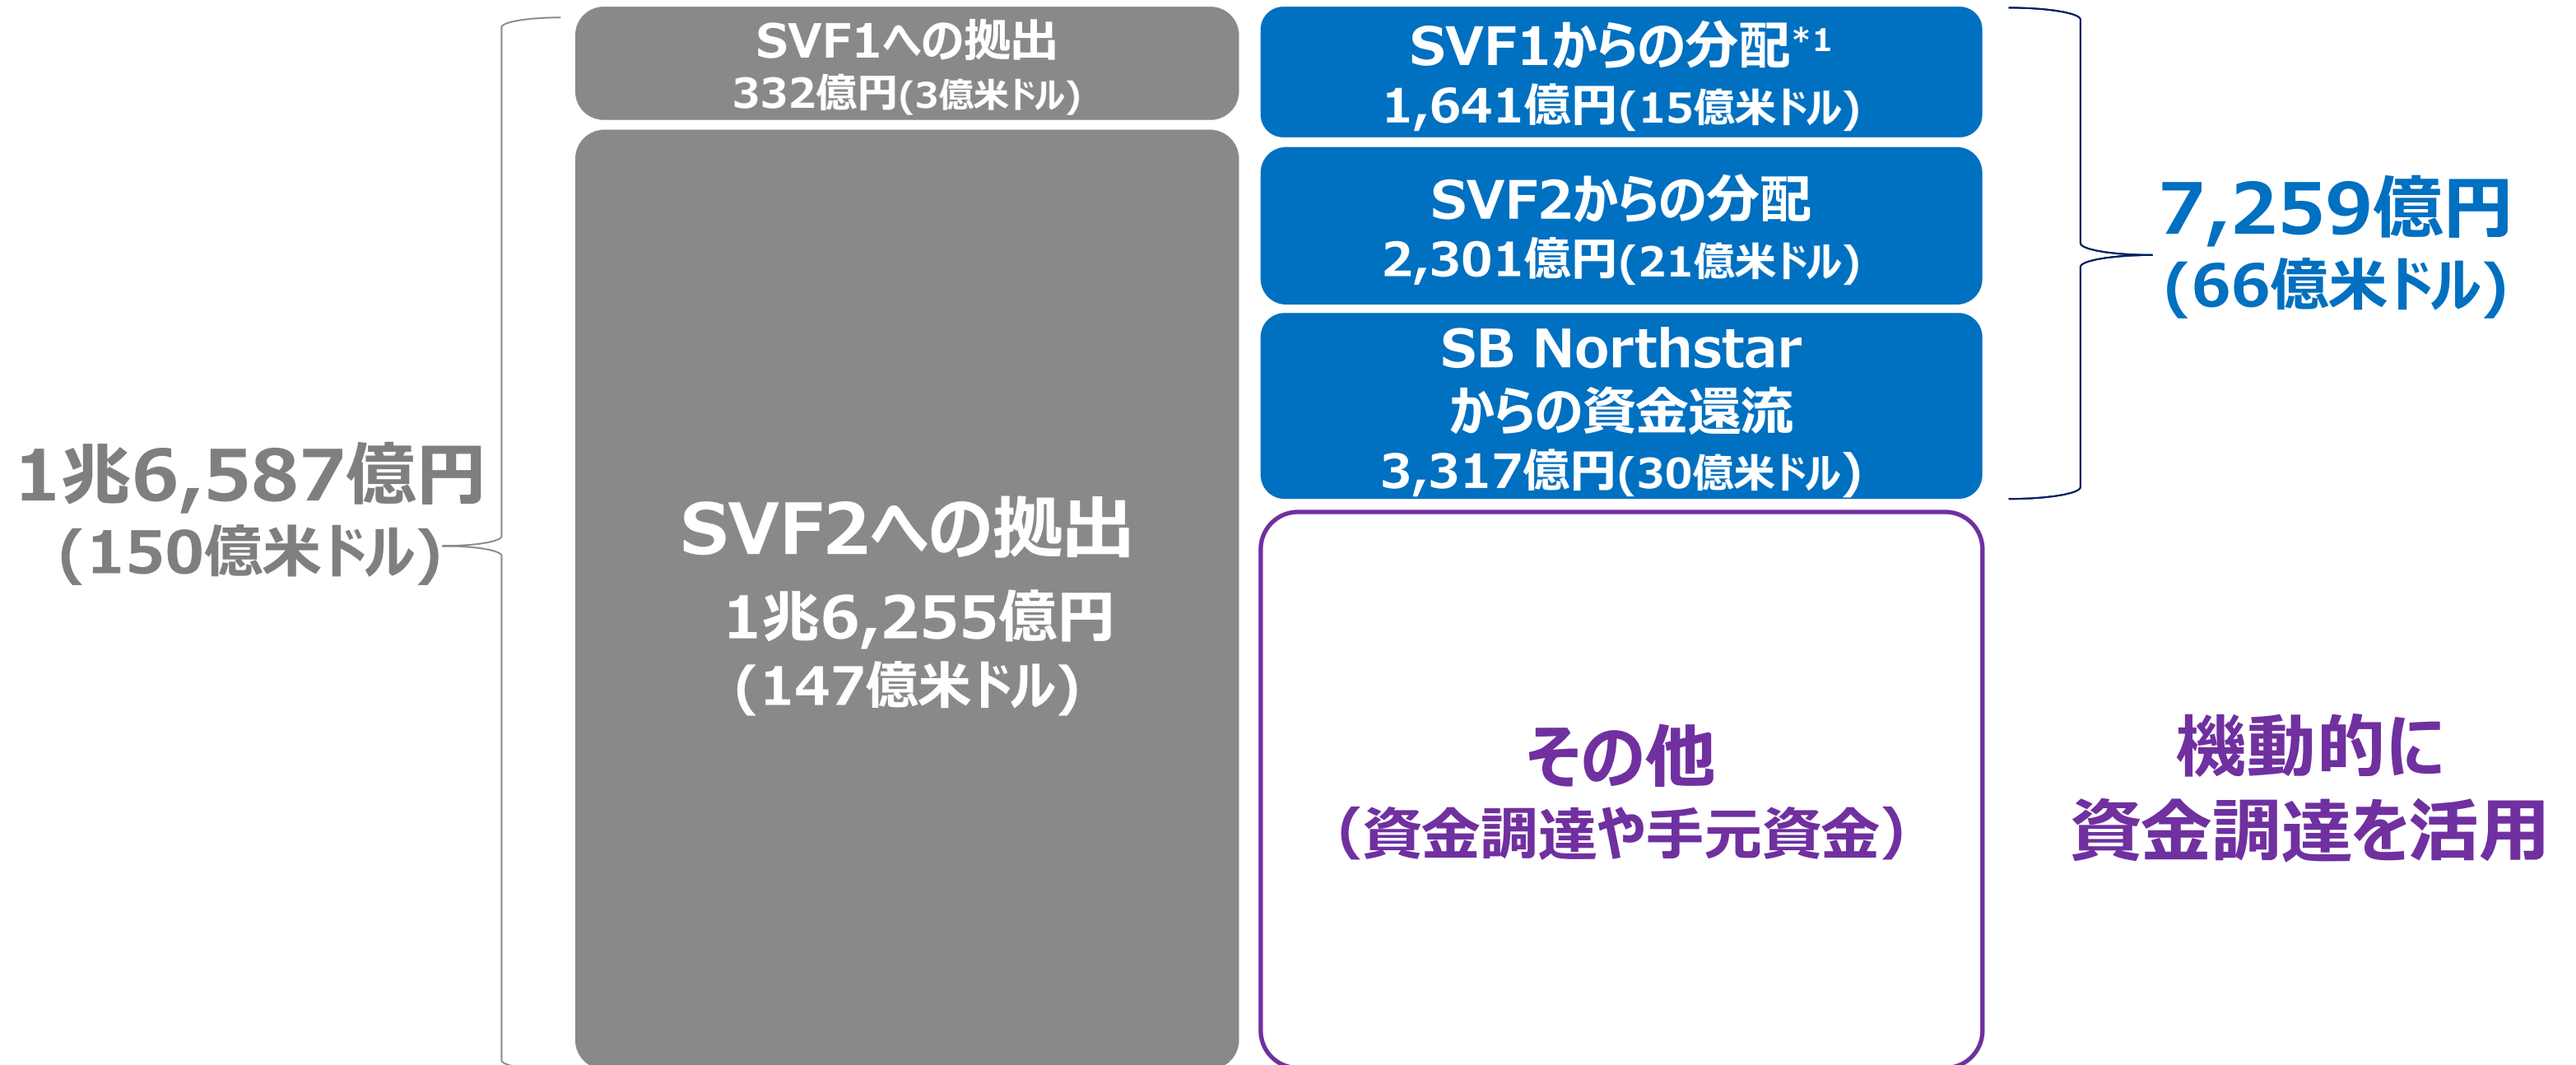 1兆6,587億円
(150億米ドル)
SVF1への拠出
332億円(3億米ドル)
SVF2への拠出
1兆6,255億円
(147億米ドル)
SVF1からの分配*1
1,641億円(15億米ドル)
SVF2からの分配
2,301億円(21億米ドル)
SB Northstar
からの資金還流
3,317億円(30億米ドル)
その他
（資金調達や手元資金）
7,259億円
(66億米ドル)
機動的に
資金調達を活用